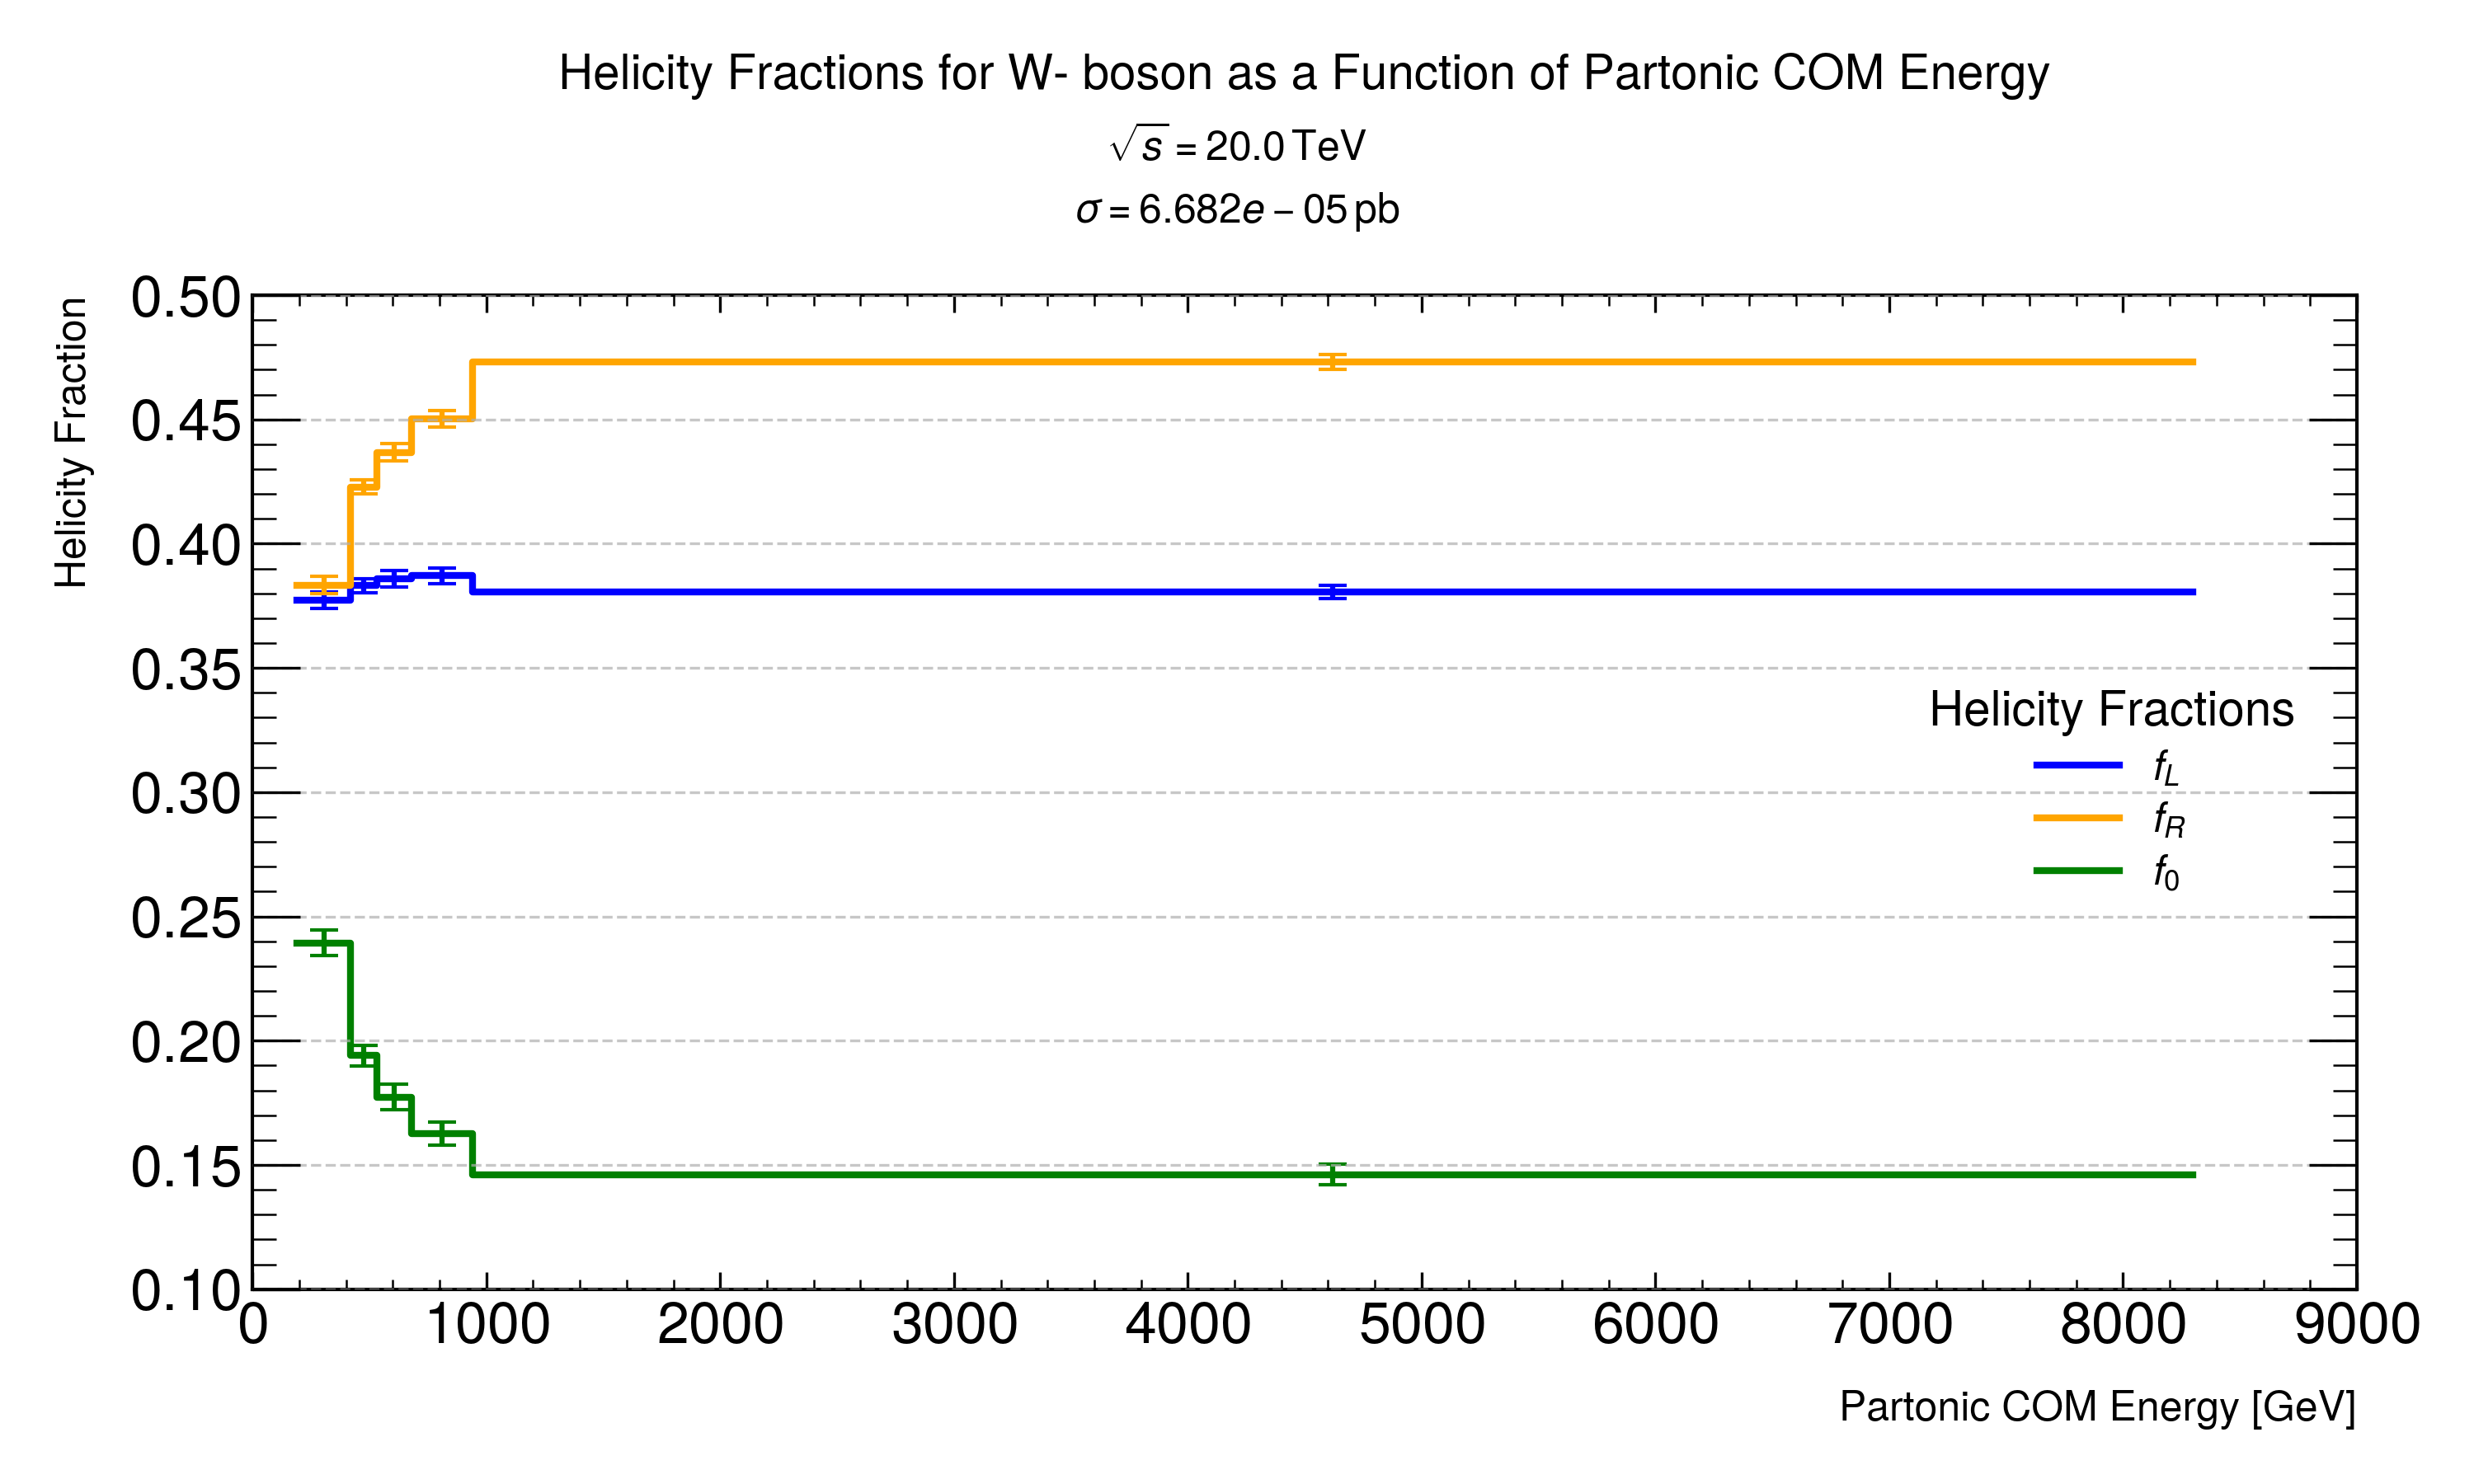 Helicity Fractions for W- boson as a Function of Partonic COM Energy
√s = 20.0 TeV
σ = 6.682e − 05 pb
Helicity Fraction
0.50
0.45
0.40
0.35
0.30
0.25
0.20
0.15
0.10
Helicity Fractions
f_L
f_R
f_0
0 1000 2000 3000 4000 5000 6000 7000 8000 9000
Partonic COM Energy [GeV]